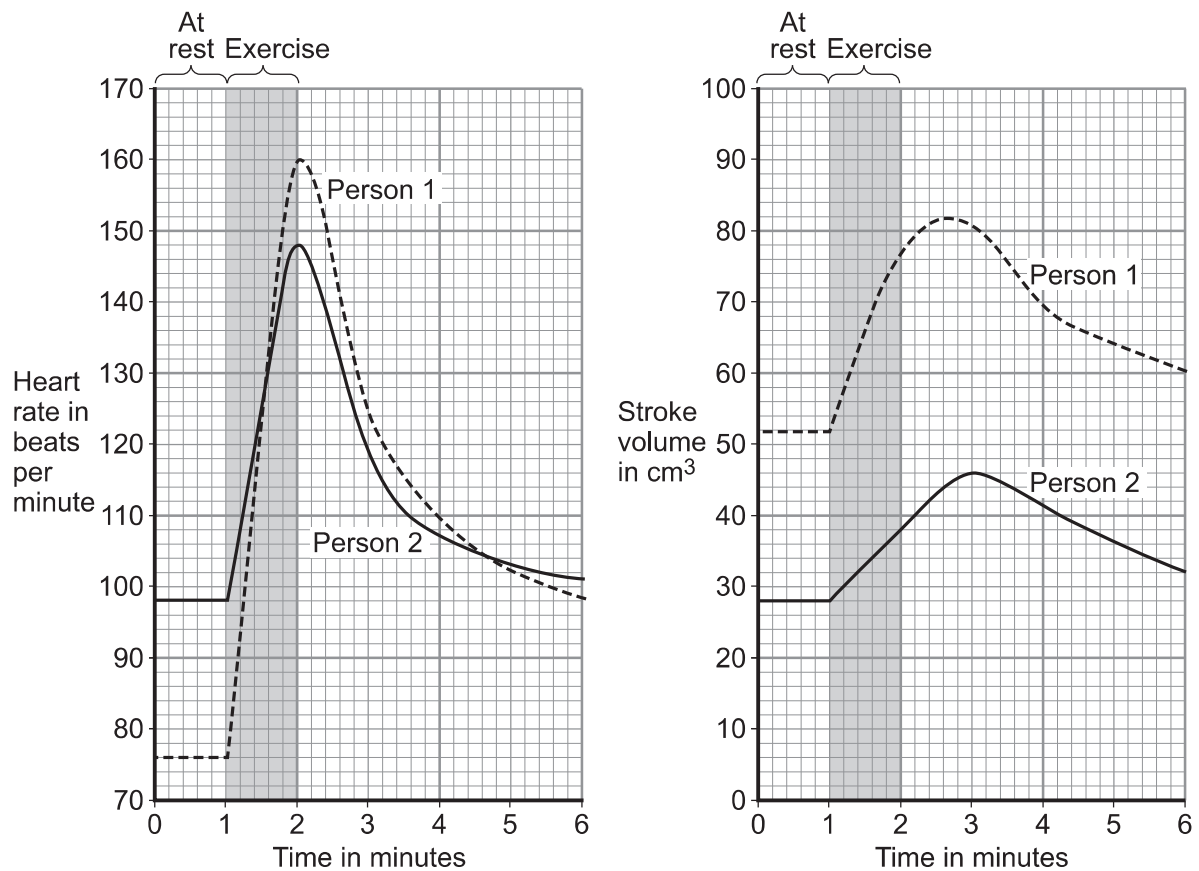 At
rest Exercise
170
160
150
140
130
120
110
100
90
80
70
Heart
rate in
beats
per
minute
Person 1
Person 2
0 1 2 3 4 5 6
Time in minutes
At
rest Exercise
100
90
80
70
60
50
40
30
20
10
0
Stroke
volume
in cm³
Person 1
Person 2
0 1 2 3 4 5 6
Time in minutes